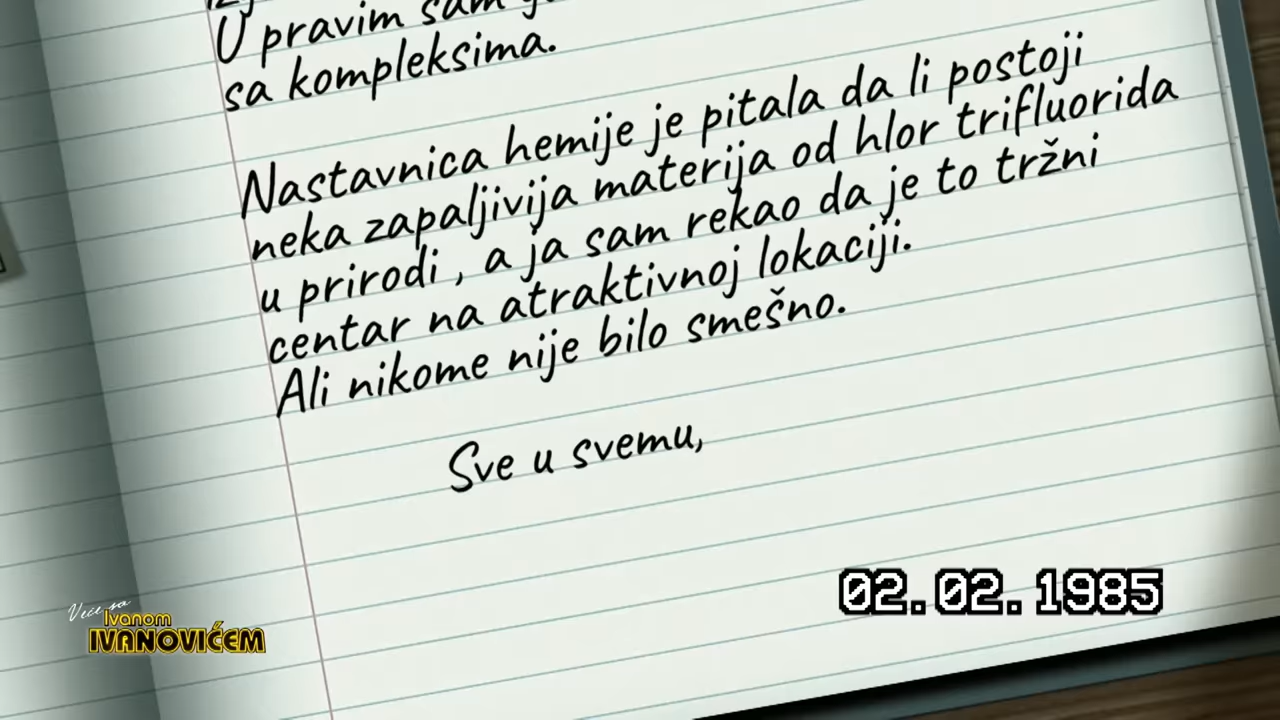 U pravim sam
sa kompleksima.
Nastavnica hemije je pitala da li postoji
neka zapaljivija materija od hlor trifluorida
u prirodi , a ja sam rekao da je to tržni
centar na atraktivnoj lokaciji.
Ali nikome nije bilo smešno.
Sve u svemu,
02.02.1985
Veče sa
Ivanom
IVANOVIĆEM